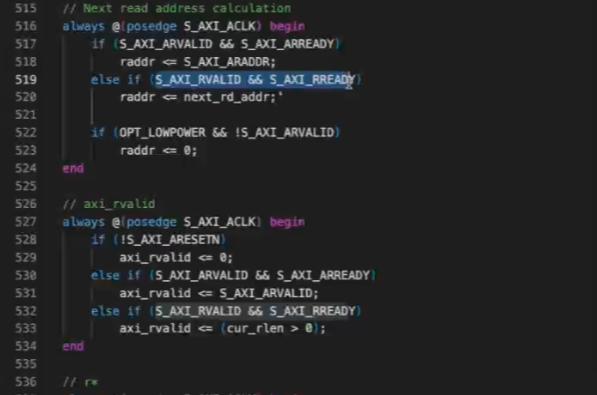 515 // Next read address calculation
516 always @(posedge S_AXI_ACLK) begin
517 if (S_AXI_ARVALID && S_AXI_ARREADY)
518 raddr <= S_AXI_ARADDR;
519 else if (S_AXI_RVALID && S_AXI_RREADY)
520 raddr <= next_rd_addr;'
521
522 if (OPT_LOWPOWER && !S_AXI_ARVALID)
523 raddr <= 0;
524 end
525
526 // axi_rvalid
527 always @(posedge S_AXI_ACLK) begin
528 if (!S_AXI_ARESETN)
529 axi_rvalid <= 0;
530 else if (S_AXI_ARVALID && S_AXI_ARREADY)
531 axi_rvalid <= S_AXI_ARVALID;
532 else if (S_AXI_RVALID && S_AXI_RREADY)
533 axi_rvalid <= (cur_rlen > 0);
534 end
535
536 // r*